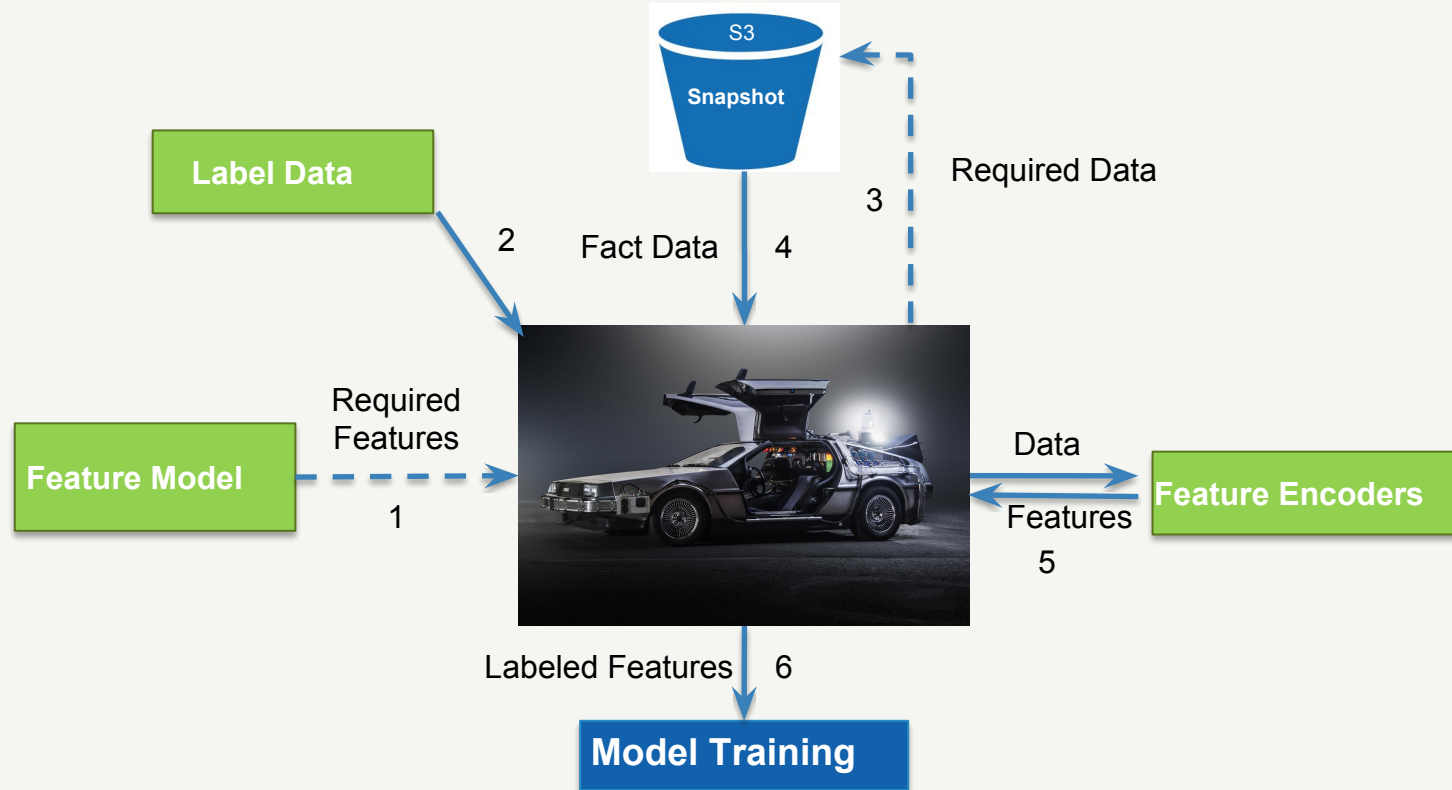 S3
Snapshot
Label Data
Required Data
3
2
Fact Data
4
Required
Features
Feature Model
1
Data
Feature Encoders
Features
5
Labeled Features
6
Model Training